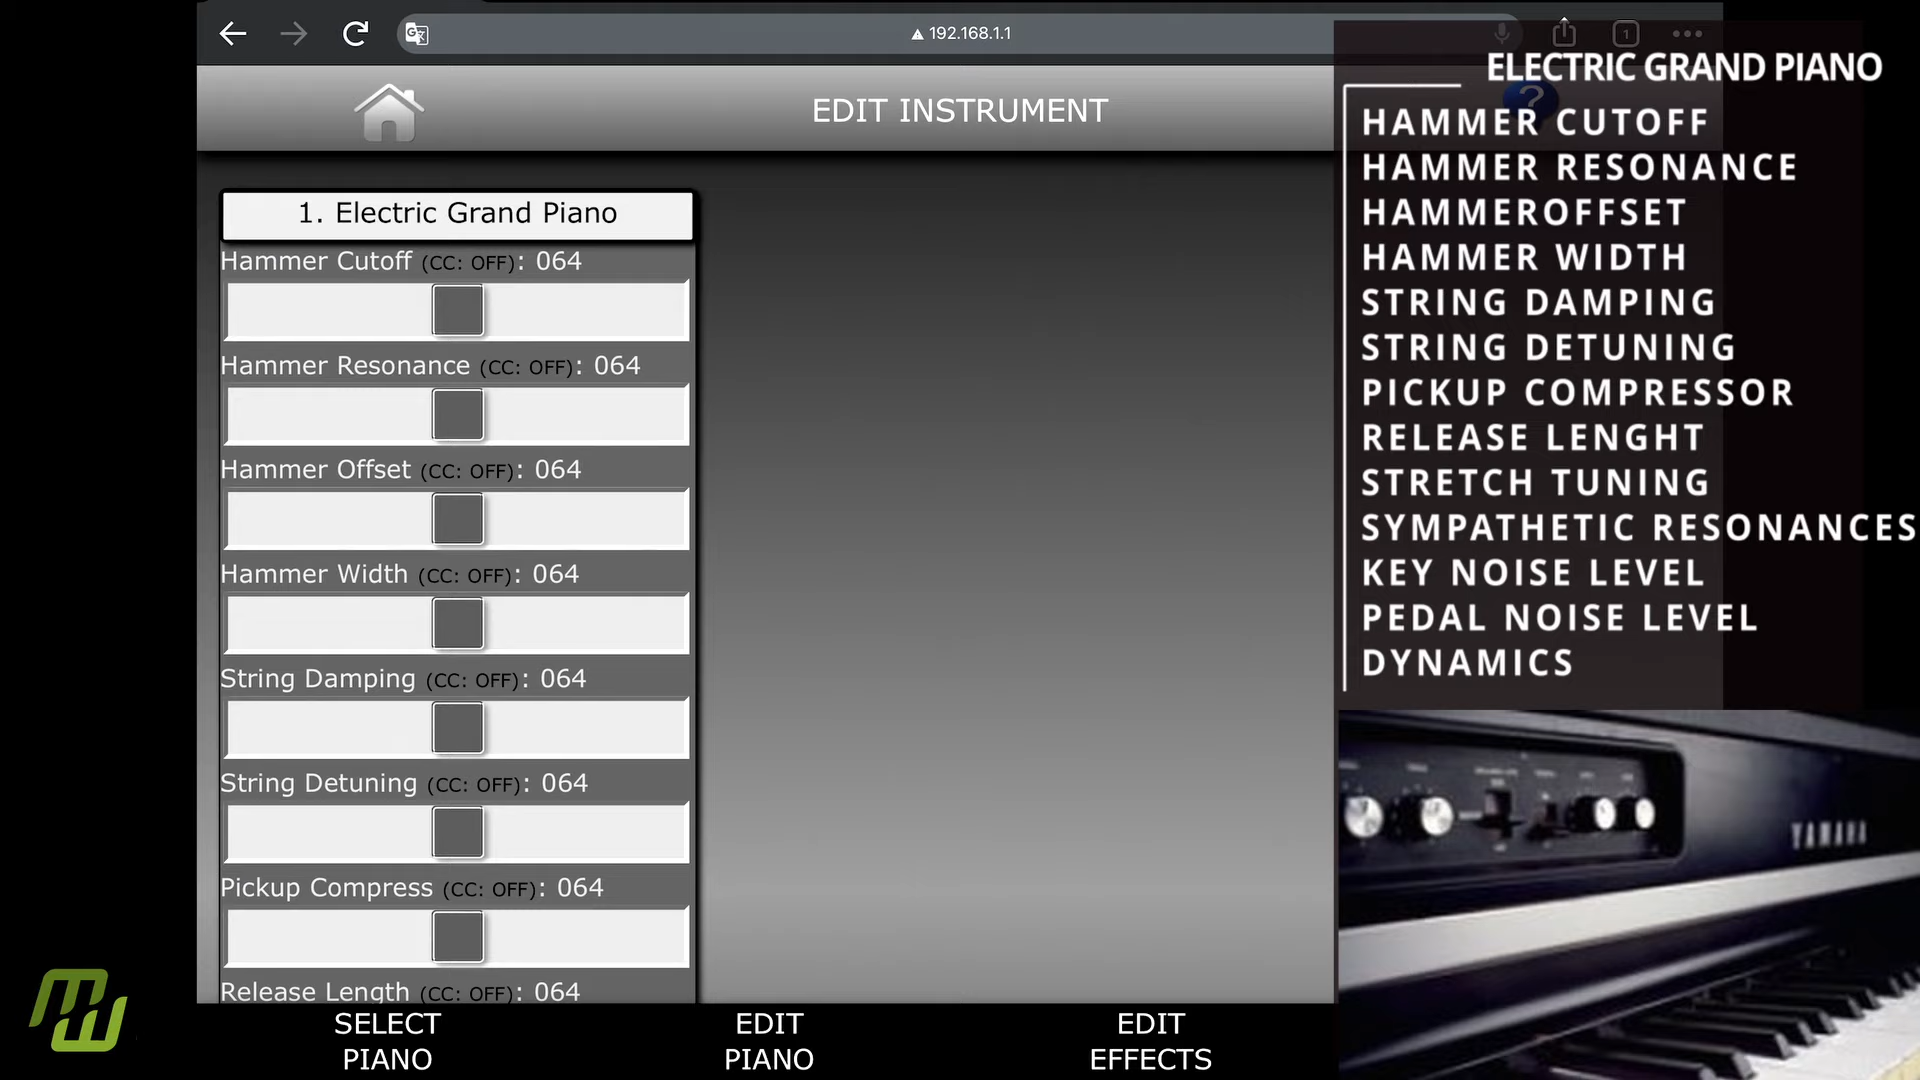 192.168.1.1
1
EDIT INSTRUMENT
?
1. Electric Grand Piano
Hammer Cutoff (CC: OFF): 064
Hammer Resonance (CC: OFF): 064
Hammer Offset (CC: OFF): 064
Hammer Width (CC: OFF): 064
String Damping (CC: OFF): 064
String Detuning (CC: OFF): 064
Pickup Compress (CC: OFF): 064
Release Length (CC: OFF): 064
SELECT
PIANO
EDIT
PIANO
EDIT
EFFECTS
ELECTRIC GRAND PIANO
HAMMER CUTOFF
HAMMER RESONANCE
HAMMEROFFSET
HAMMER WIDTH
STRING DAMPING
STRING DETUNING
PICKUP COMPRESSOR
RELEASE LENGHT
STRETCH TUNING
SYMPATHETIC RESONANCES
KEY NOISE LEVEL
PEDAL NOISE LEVEL
DYNAMICS
YAMAHA